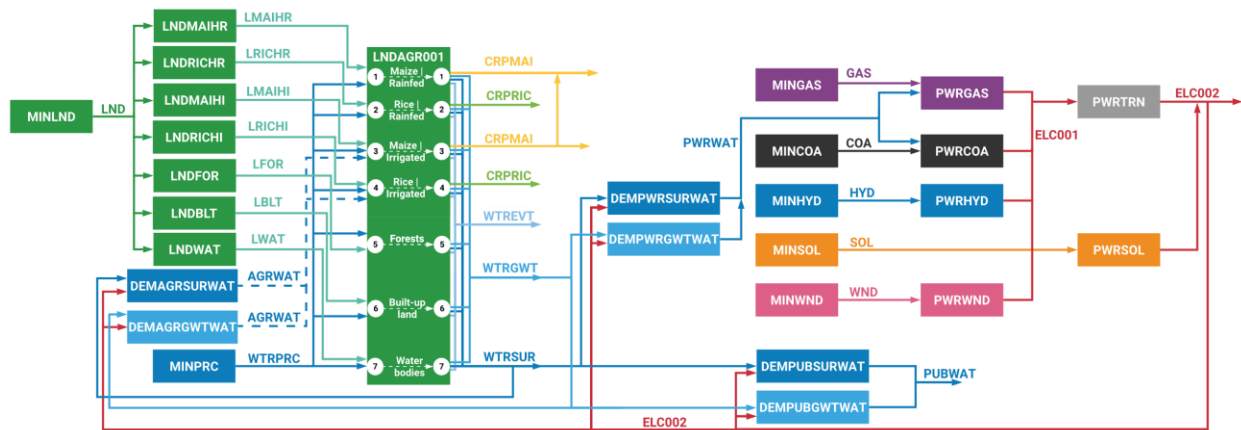 MINLND
LND
LNDMAIHR
LNDRICHR
LNDMAIHI
LNDRICHI
LNDFOR
LNDBLT
LNDWAT
LMAIHR
LRICHR
LMAIHI
LRICHI
LFOR
LBLT
LWAT
DEMAGRSURWAT
AGRWAT
DEMAGRGWTWAT
AGRWAT
MINPRC
WTRPRC
LNDAGR001
1
Maize |
Rainfed
1
2
Rice |
Rainfed
2
3
Maize |
Irrigated
3
4
Rice |
Irrigated
4
5
Forests
5
6
Built-up
land
6
7
Water
bodies
7
CRPMAI
CRPRIC
CRPMAI
CRPRIC
WTREVT
WTRGWT
WTRSUR
DEMPWRSURWAT
DEMPWRGWTWAT
PWRWAT
MINGAS
GAS
PWRGAS
MINCOA
COA
PWRCOA
MINHYD
HYD
PWRHYD
MINSOL
SOL
PWRSOL
MINWND
WND
PWRWND
ELC001
PWRTRN
ELC002
DEMPUBSURWAT
DEMPUBGWTWAT
PUBWAT
ELC002